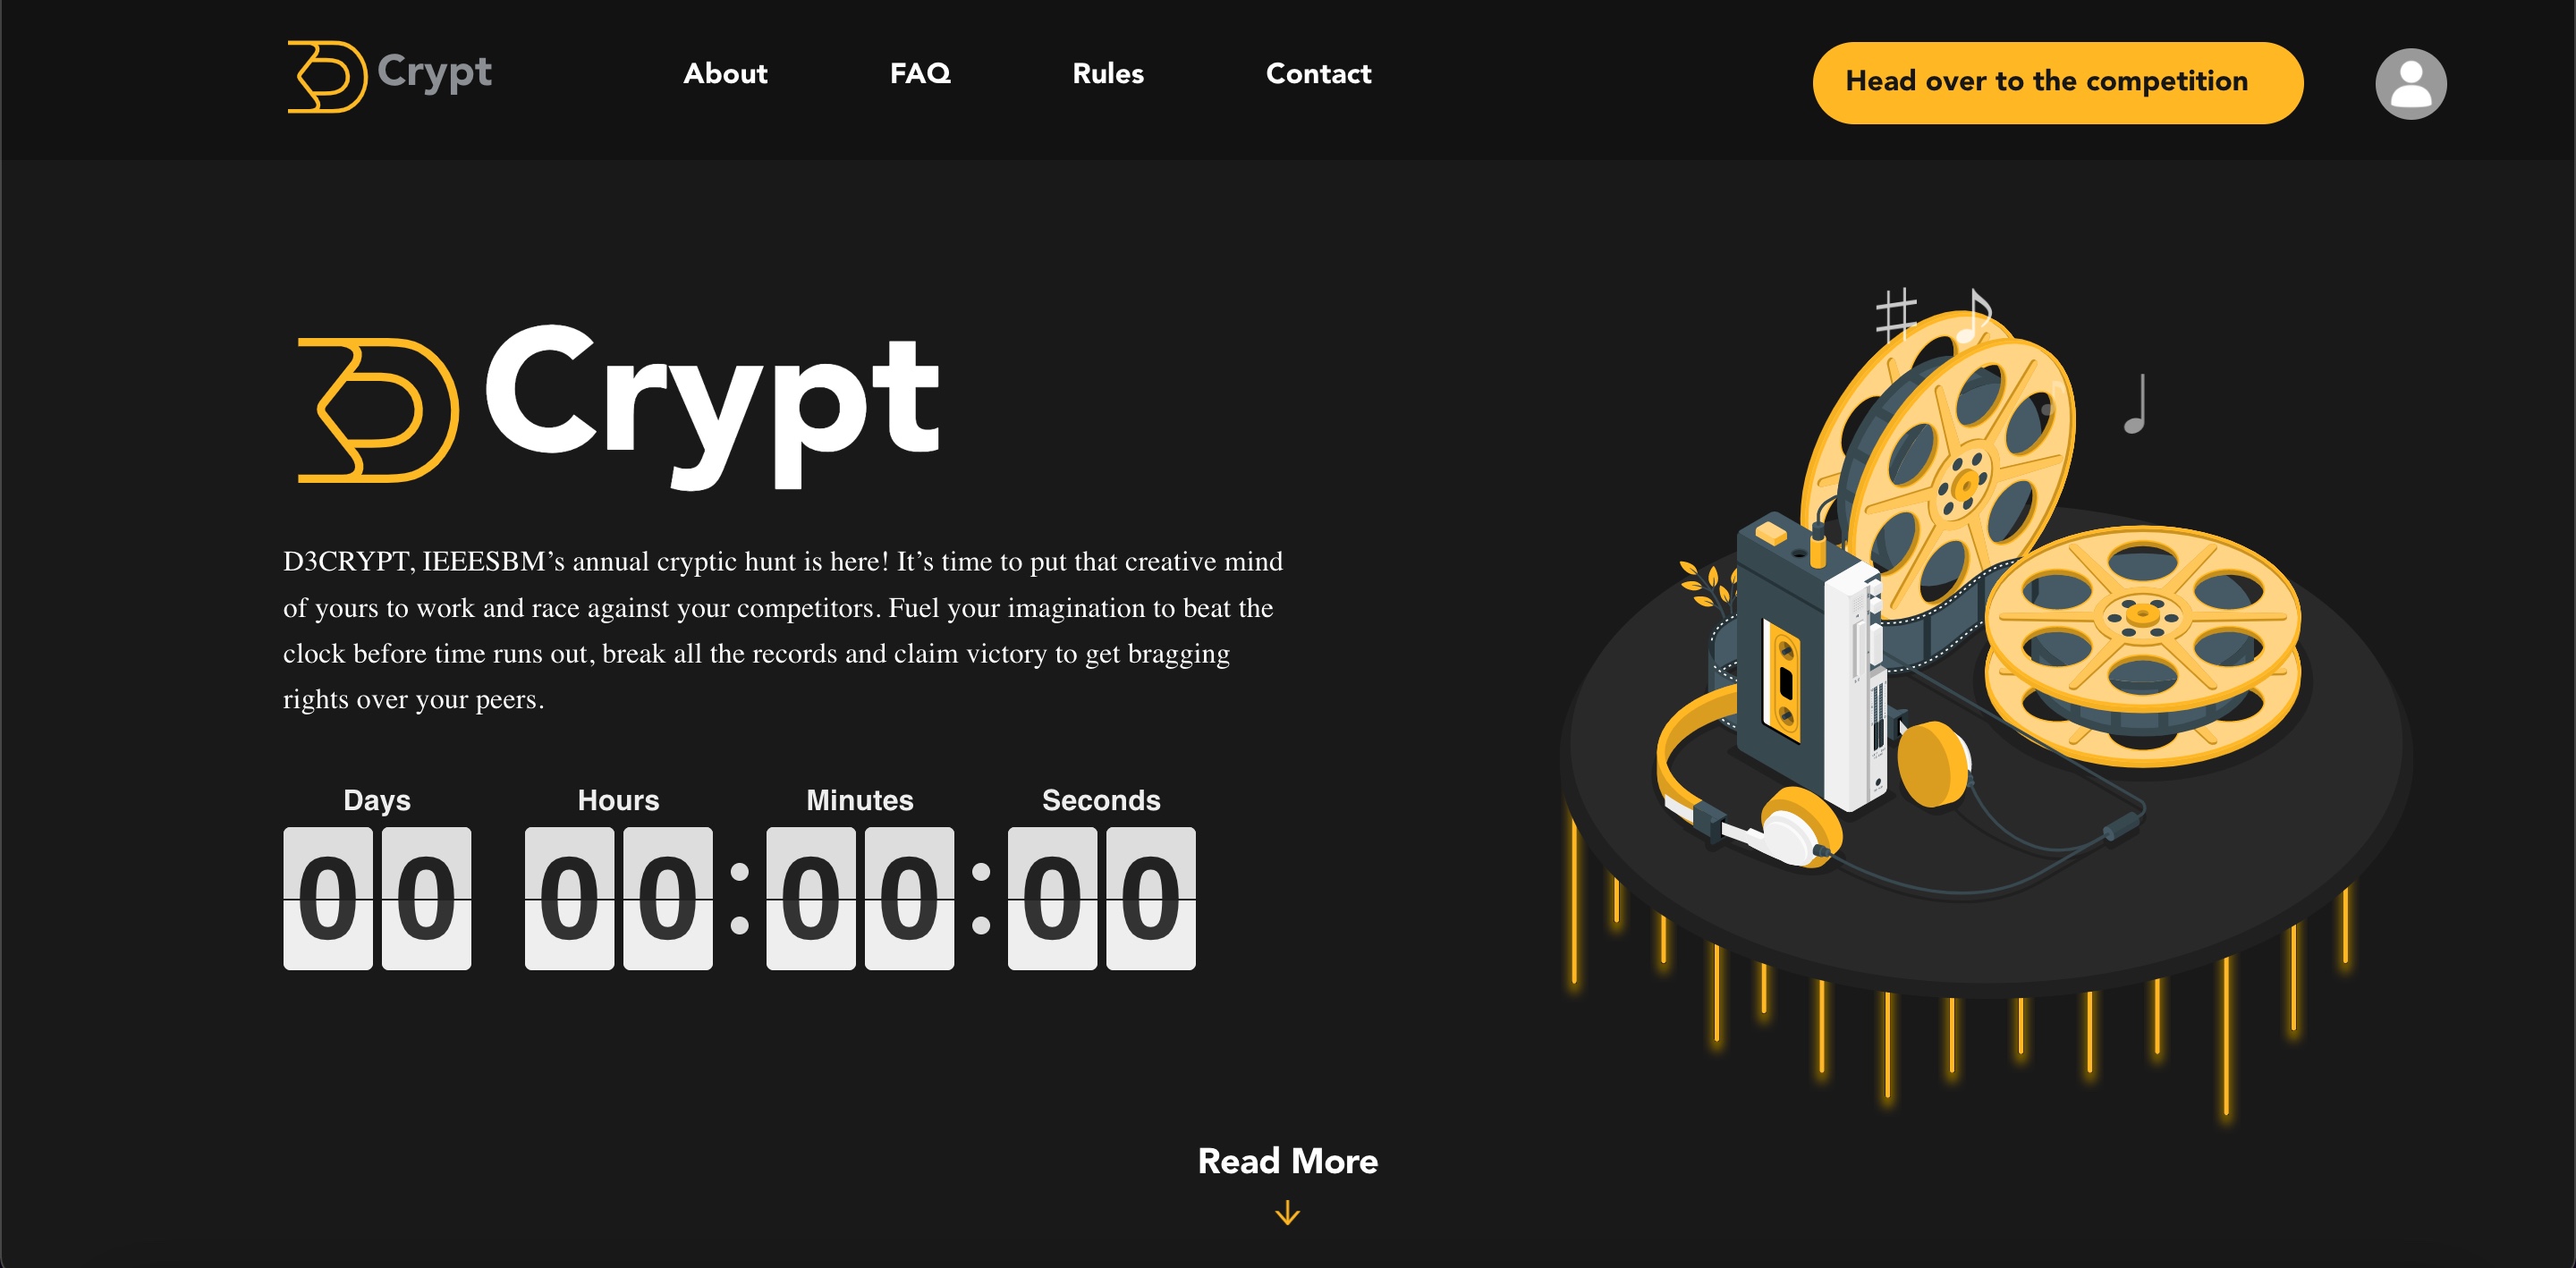 Crypt
About FAQ Rules Contact
Head over to the competition
Crypt
D3CRYPT, IEEESBM’s annual cryptic hunt is here! It’s time to put that creative mind
of yours to work and race against your competitors. Fuel your imagination to beat the
clock before time runs out, break all the records and claim victory to get bragging
rights over your peers.
Days Hours Minutes Seconds
00 00:00:00
Read More